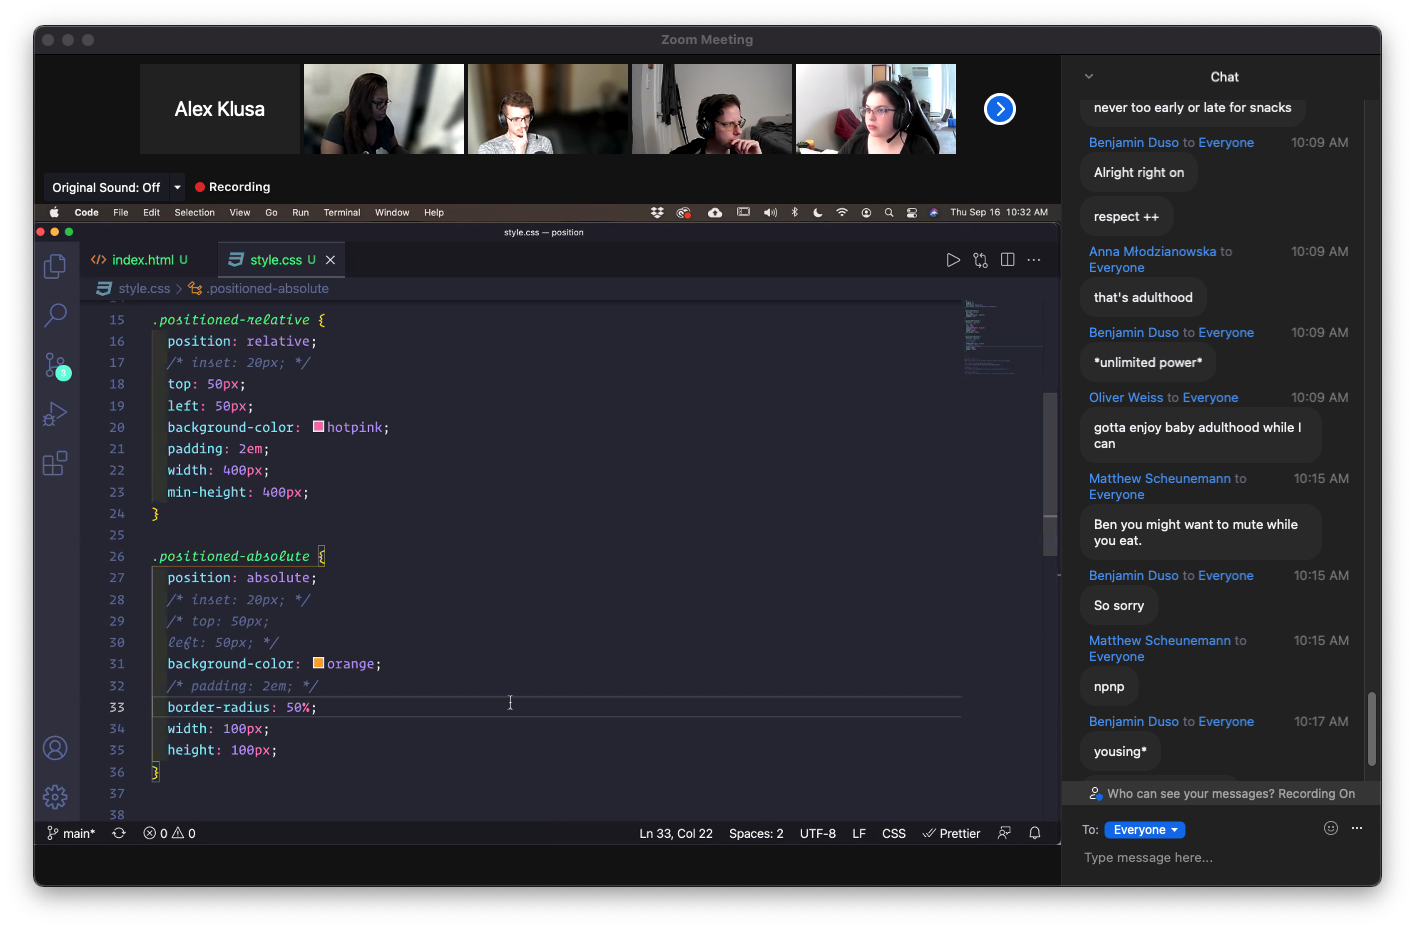 Zoom Meeting
Alex Klusa
Original Sound: Off
Recording
Code File Edit Selection View Go Run Terminal Window Help
Thu Sep 16 10:32 AM
style.css — position
index.html U
style.css U
style.css > .positioned-absolute
15 .positioned-relative {
16 position: relative;
17 /* inset: 20px; */
18 top: 50px;
19 left: 50px;
20 background-color: hotpink;
21 padding: 2em;
22 width: 400px;
23 min-height: 400px;
24 }
25
26 .positioned-absolute {
27 position: absolute;
28 /* inset: 20px; */
29 /* top: 50px;
30 left: 50px; */
31 background-color: orange;
32 /* padding: 2em; */
33 border-radius: 50%;
34 width: 100px;
35 height: 100px;
36 }
37
38
3
main* 0 0
Ln 33, Col 22 Spaces: 2 UTF-8 LF CSS Prettier
Chat
never too early or late for snacks
Benjamin Duso to Everyone 10:09 AM
Alright right on
respect ++
Anna Młodzianowska to 10:09 AM
Everyone
that's adulthood
Benjamin Duso to Everyone 10:09 AM
*unlimited power*
Oliver Weiss to Everyone 10:09 AM
gotta enjoy baby adulthood while I
can
Matthew Scheunemann to 10:15 AM
Everyone
Ben you might want to mute while
you eat.
Benjamin Duso to Everyone 10:15 AM
So sorry
Matthew Scheunemann to 10:15 AM
Everyone
npnp
Benjamin Duso to Everyone 10:17 AM
yousing*
Who can see your messages? Recording On
To: Everyone
Type message here...